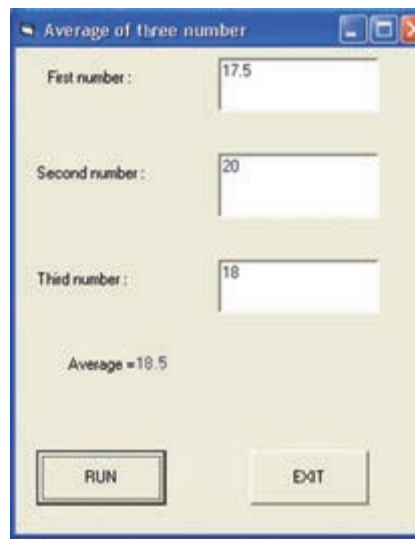 Average of three number
First number : 17.5
Second number : 20
Third number : 18
Average =18.5
RUN EXIT